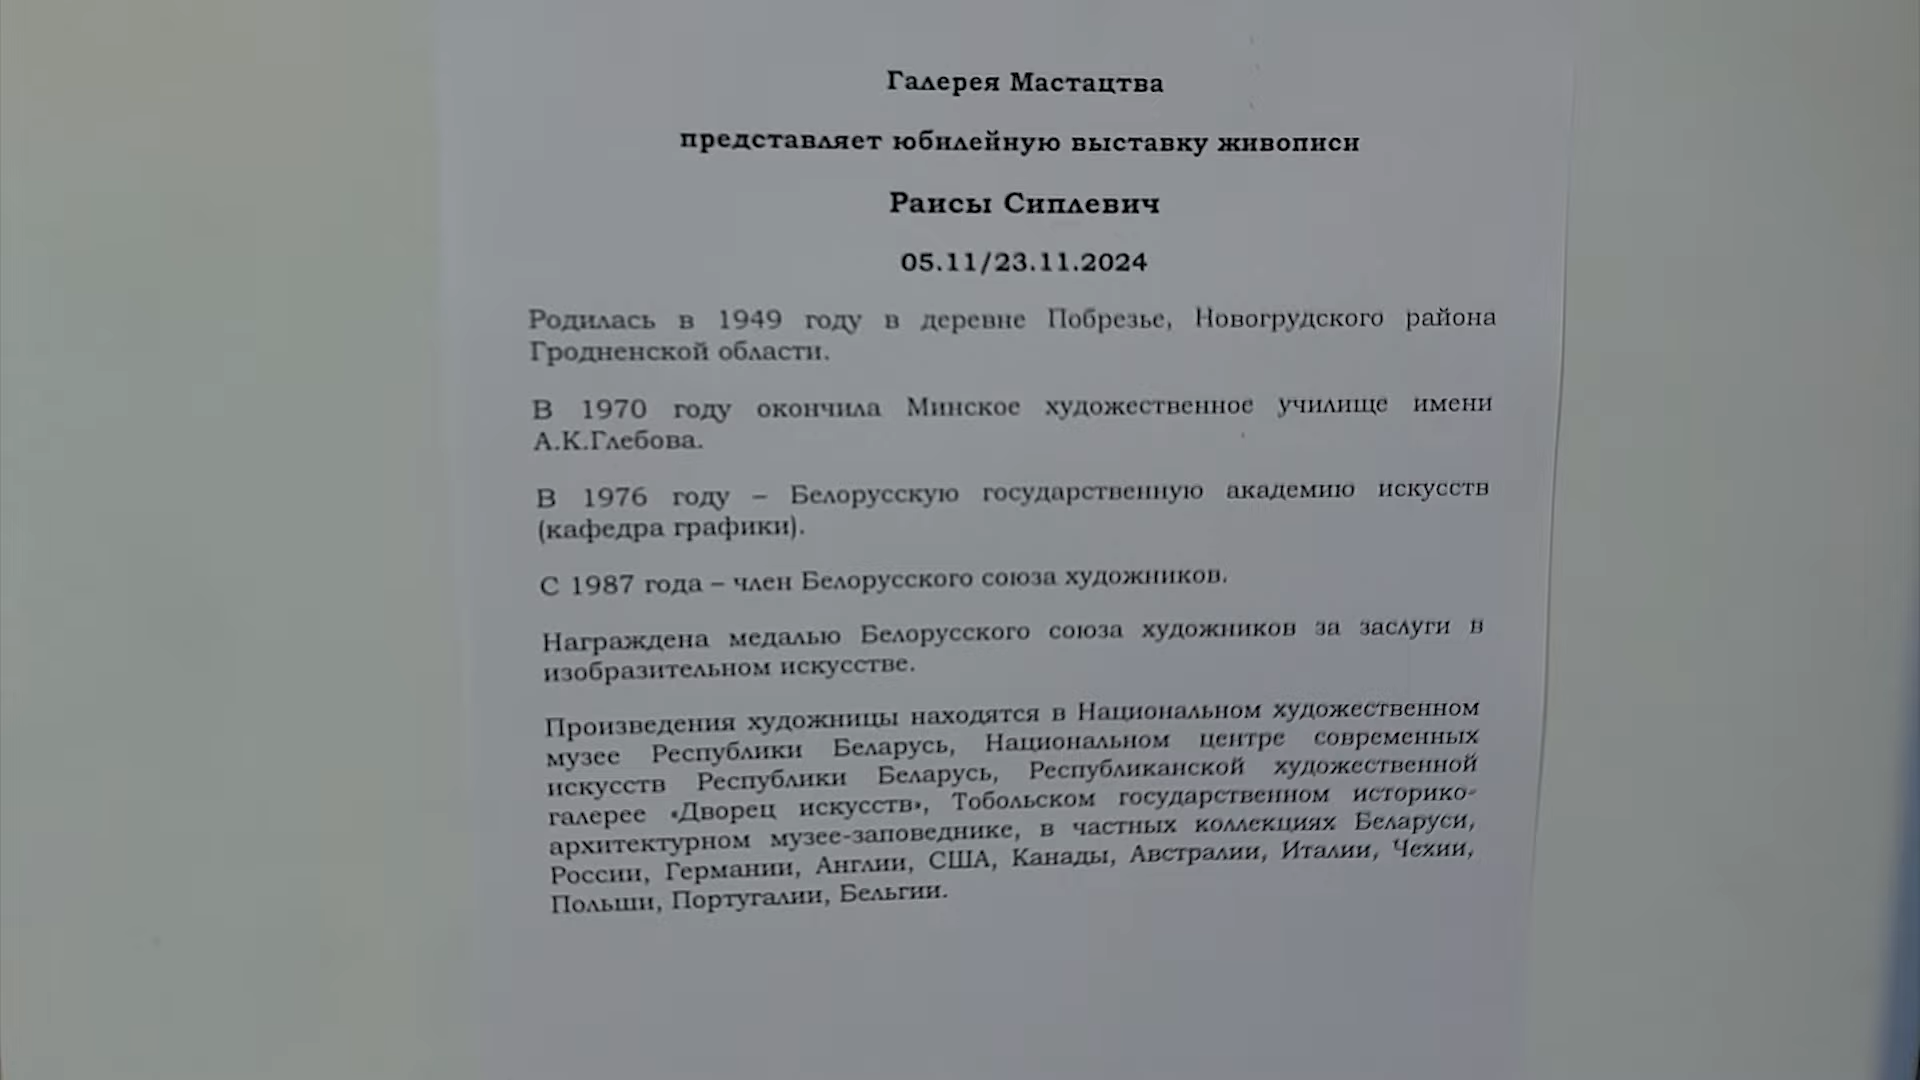 Галерея Мастацтва
представляет юбилейную выставку живописи
Раисы Сиплевич
05.11/23.11.2024
Родилась в 1949 году в деревне Побрезье, Новогрудского района
Гродненской области.
В 1970 году окончила Минское художественное училище имени
А.К.Глебова.
В 1976 году – Белорусскую государственную академию искусств
(кафедра графики).
С 1987 года – член Белорусского союза художников.
Награждена медалью Белорусского союза художников за заслуги в
изобразительном искусстве.
Произведения художницы находятся в Национальном художественном
музее Республики Беларусь, Национальном центре современных
искусств Республики Беларусь, Республиканской художественной
галерее «Дворец искусств», Тобольском государственном историко-
архитектурном музее-заповеднике, в частных коллекциях Беларуси,
России, Германии, Англии, США, Канады, Австралии, Италии, Чехии,
Польши, Португалии, Бельгии.